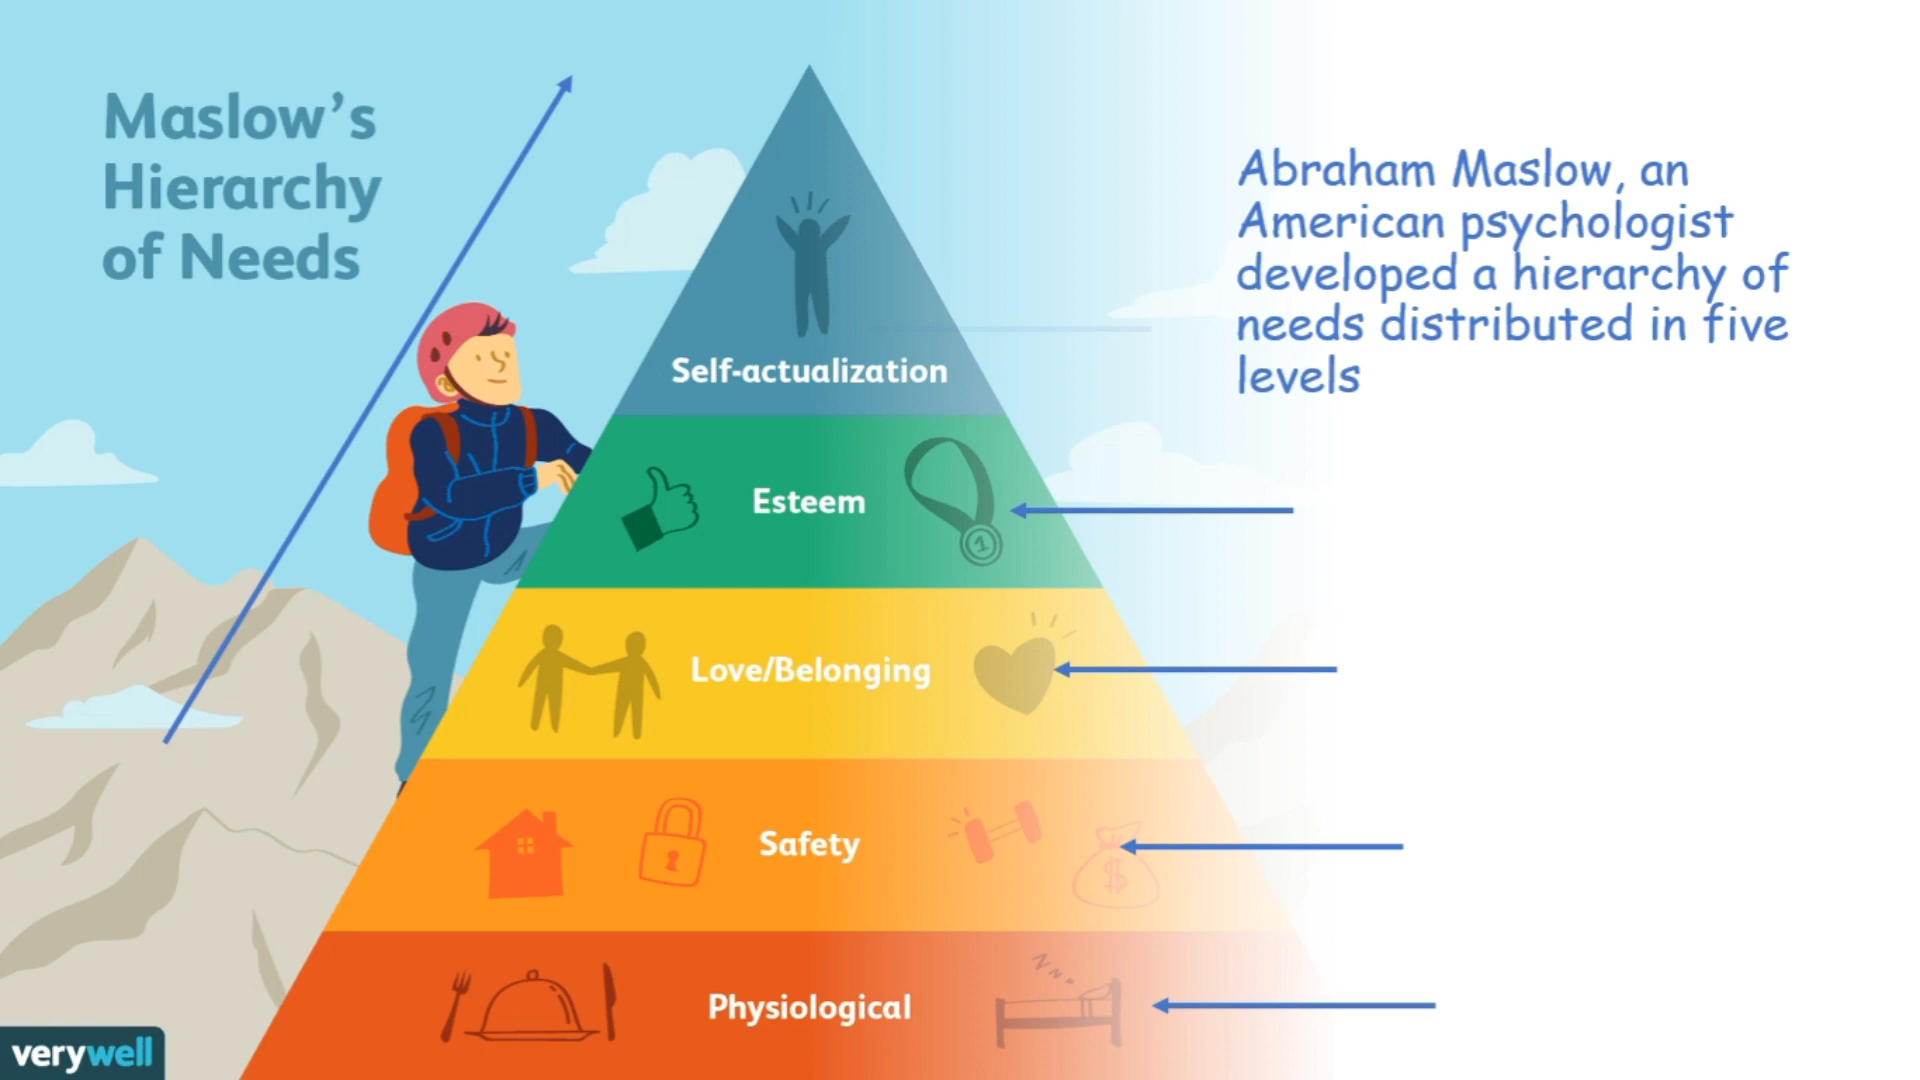 Maslow's
Hierarchy
of Needs
Abraham Maslow, an
American psychologist
developed a hierarchy of
needs distributed in five
levels
Self-actualization
Esteem
1
Love/Belonging
Safety
$
Z
N
N
Physiological
verywell